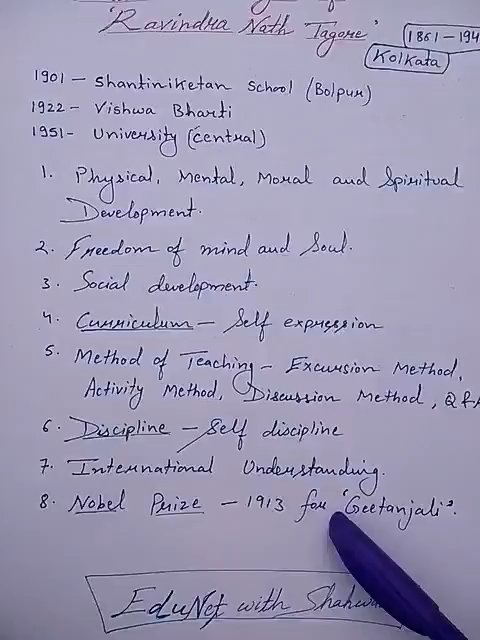 'Ravindra Nath Tagore'
1861-194
Kolkata
1901 - Shantiniketan School (Bolpur)
1922 - Vishwa Bharti
1951- University (central)
1. Physical, Mental, Moral and Spiritual
Development.
2. Freedom of mind and Soul.
3. Social development.
4. Curriculum - Self expression
5. Method of Teaching - Excursion Method,
Activity Method, Discussion Method, Q&A
6. Discipline - Self discipline
7. International Understanding.
8. Nobel Prize - 1913 for 'Geetanjali'.
EduNet with